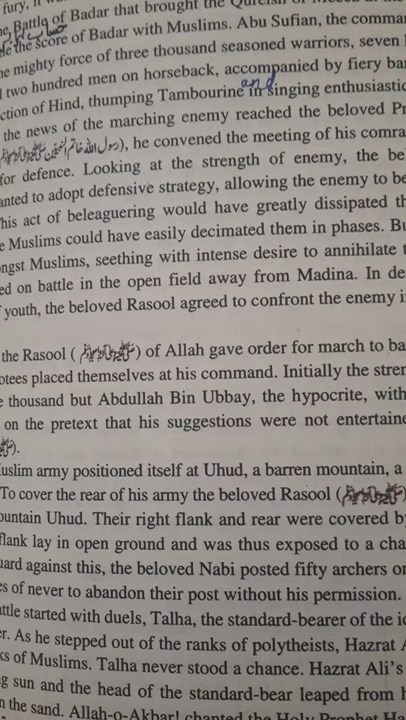 fury,
Battle of Badar that brought the Quraish of
the score of Badar with Muslims. Abu Sufian, the comman
mighty force of three thousand seasoned warriors, seven
two hundred men on horseback, accompanied by fiery bar
ction of Hind, thumping Tambourine in and singing enthusiastic
the news of the marching enemy reached the beloved Pr
), he convened the meeting of his comra
for defence. Looking at the strength of enemy, the be
anted to adopt defensive strategy, allowing the enemy to be
his act of beleaguering would have greatly dissipated th
e Muslims could have easily decimated them in phases. Bu
ongst Muslims, seething with intense desire to annihilate t
ed on battle in the open field away from Madina. In de
youth, the beloved Rasool agreed to confront the enemy i
the Rasool ( ) of Allah gave order for march to ba
otees placed themselves at his command. Initially the stren
e thousand but Abdullah Bin Ubbay, the hypocrite, with
on the pretext that his suggestions were not entertaine
).
uslim army positioned itself at Uhud, a barren mountain, a
To cover the rear of his army the beloved Rasool (
ountain Uhud. Their right flank and rear were covered by
flank lay in open ground and was thus exposed to a cha
uard against this, the beloved Nabi posted fifty archers on
es of never to abandon their post without his permission.
attle started with duels, Talha, the standard-bearer of the id
er. As he stepped out of the ranks of polytheists, Hazrat A
ks of Muslims. Talha never stood a chance. Hazrat Ali's
g sun and the head of the standard-bear leaped from h
n the sand. Allah-o-Akbar! chanted the Holy Prophet Ha